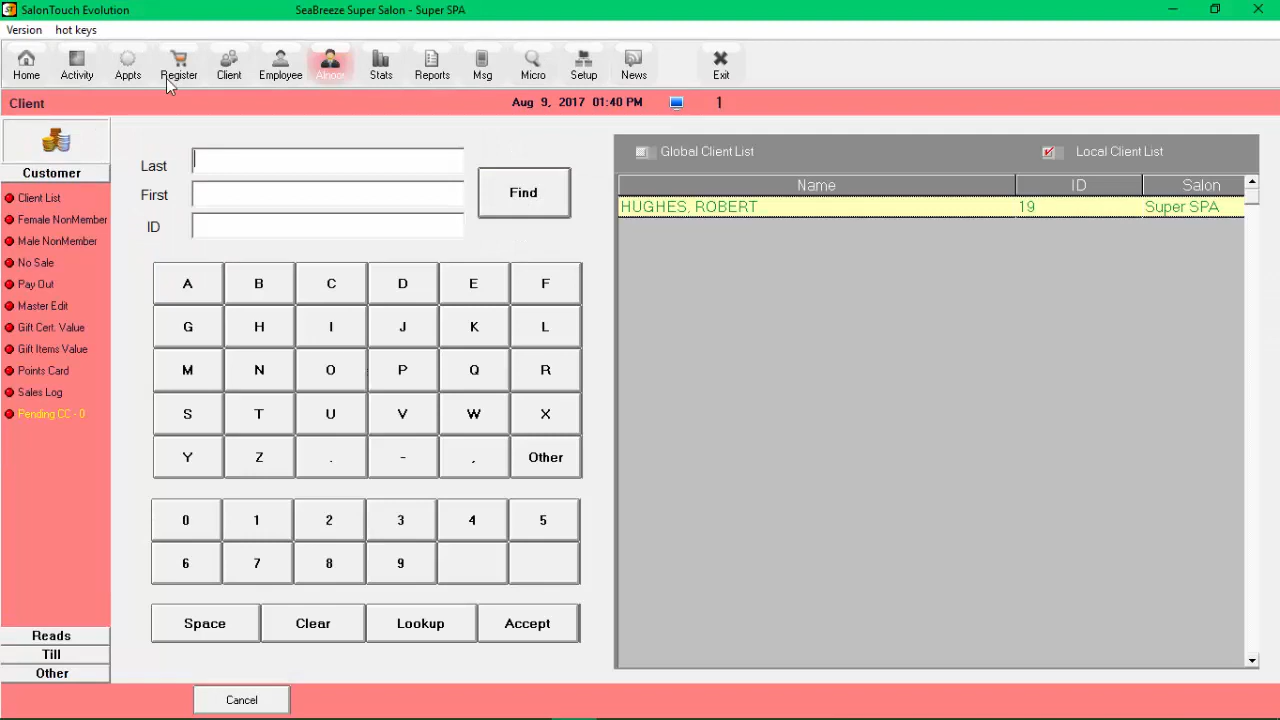 SalonTouch Evolution
SeaBreeze Super Salon - Super SPA
Version hot keys
Home Activity Appts Register Client Employee Alnoor Stats Reports Msg Micro Setup News Exit
Client
Aug 9, 2017 01:40 PM
1
Customer
Client List
Female NonMember
Male NonMember
No Sale
Pay Out
Master Edit
Gift Cert. Value
Gift Items Value
Points Card
Sales Log
Pending CC - 0
Reads
Till
Other
Last
First
ID
Find
A B C D E F
G H I J K L
M N O P Q R
S T U V W X
Y Z . - , Other
0 1 2 3 4 5
6 7 8 9
Space Clear Lookup Accept
Cancel
Global Client List
Local Client List
Name ID Salon
HUGHES, ROBERT 19 Super SPA